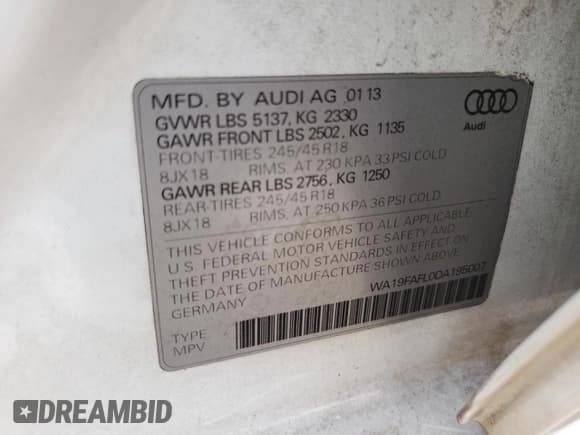 MFD. BY AUDI AG 01 13
GVWR LBS 5137, KG 2330
GAWR FRONT LBS 2502, KG 1135
FRONT-TIRES 245/45 R18
8JX18 RIMS, AT 230 KPA 33 PSI COLD
GAWR REAR LBS 2756, KG 1250
REAR-TIRES 245/45 R18
8JX18 RIMS, AT 250 KPA 36 PSI COLD
THIS VEHICLE CONFORMS TO ALL APPLICABLE
U.S. FEDERAL MOTOR VEHICLE SAFETY AND
THEFT PREVENTION STANDARDS IN EFFECT ON
THE DATE OF MANUFACTURE SHOWN ABOVE.
GERMANY
Audi
WA19FAFL0DA195007
TYPE
MPV
DREAMBID